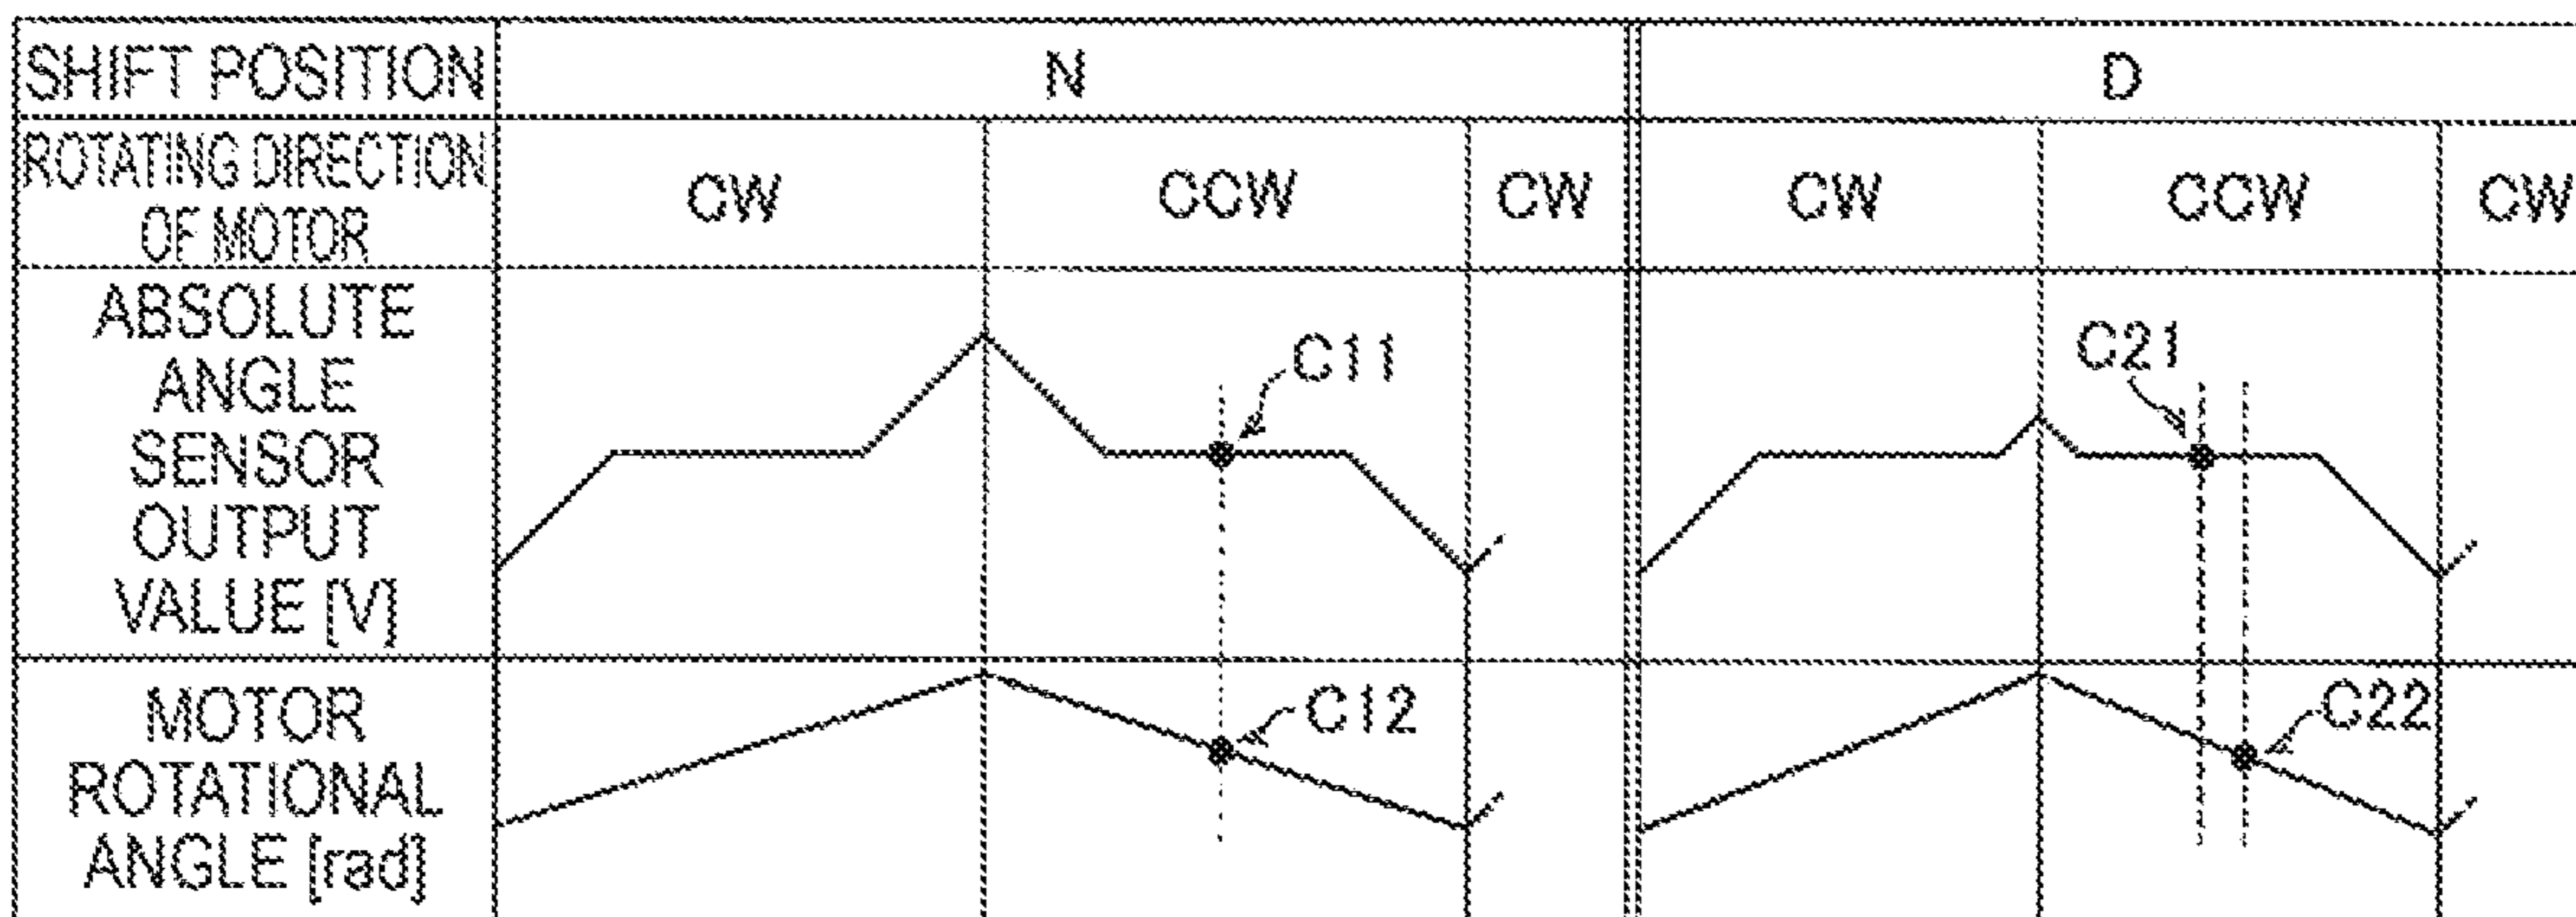 SHIFT POSITION N D
ROTATING DIRECTION
OF MOTOR
CW CCW CW CW CCW CW
ABSOLUTE
ANGLE
SENSOR
OUTPUT
VALUE [V]
C11
C21
MOTOR
ROTATIONAL
ANGLE [rad]
C12
C22